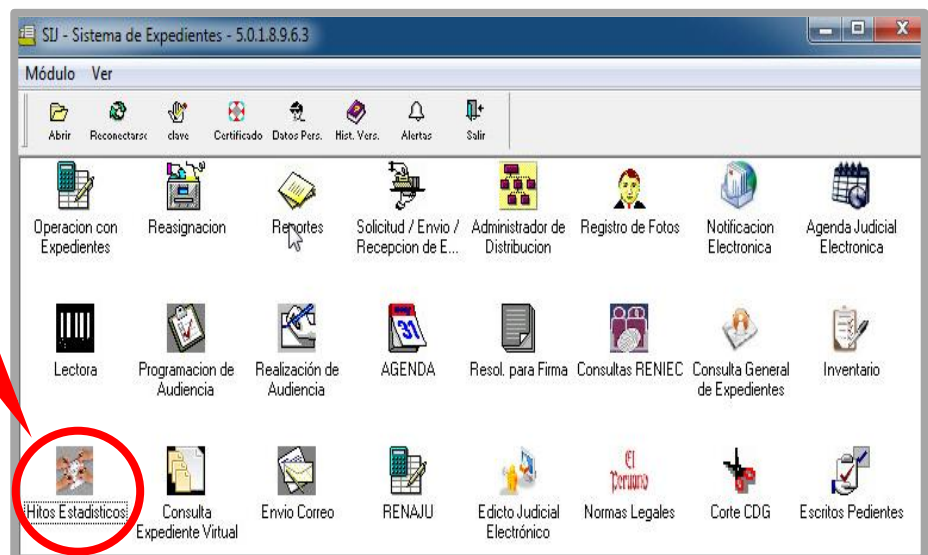 SIJ - Sistema de Expedientes - 5.0.1.8.9.6.3
Módulo Ver
Abrir Reconectarse clave Certificado Datos Pers. Hist. Vers. Alertas Salir
Operacion con Expedientes
Reasignacion
Reportes
Solicitud / Envio / Recepcion de E...
Administrador de Distribucion
Registro de Fotos
Notificacion Electronica
Agenda Judicial Electronica
Lectora
Programacion de Audiencia
Realización de Audiencia
31
AGENDA
Resol. para Firma
Consultas RENIEC
Consulta General de Expedientes
Inventario
Hitos Estadisticos
Consulta Expediente Virtual
Envio Correo
RENAJU
Edicto Judicial Electrónico
El Peruano
Normas Legales
Corte CDG
Escritos Pedientes